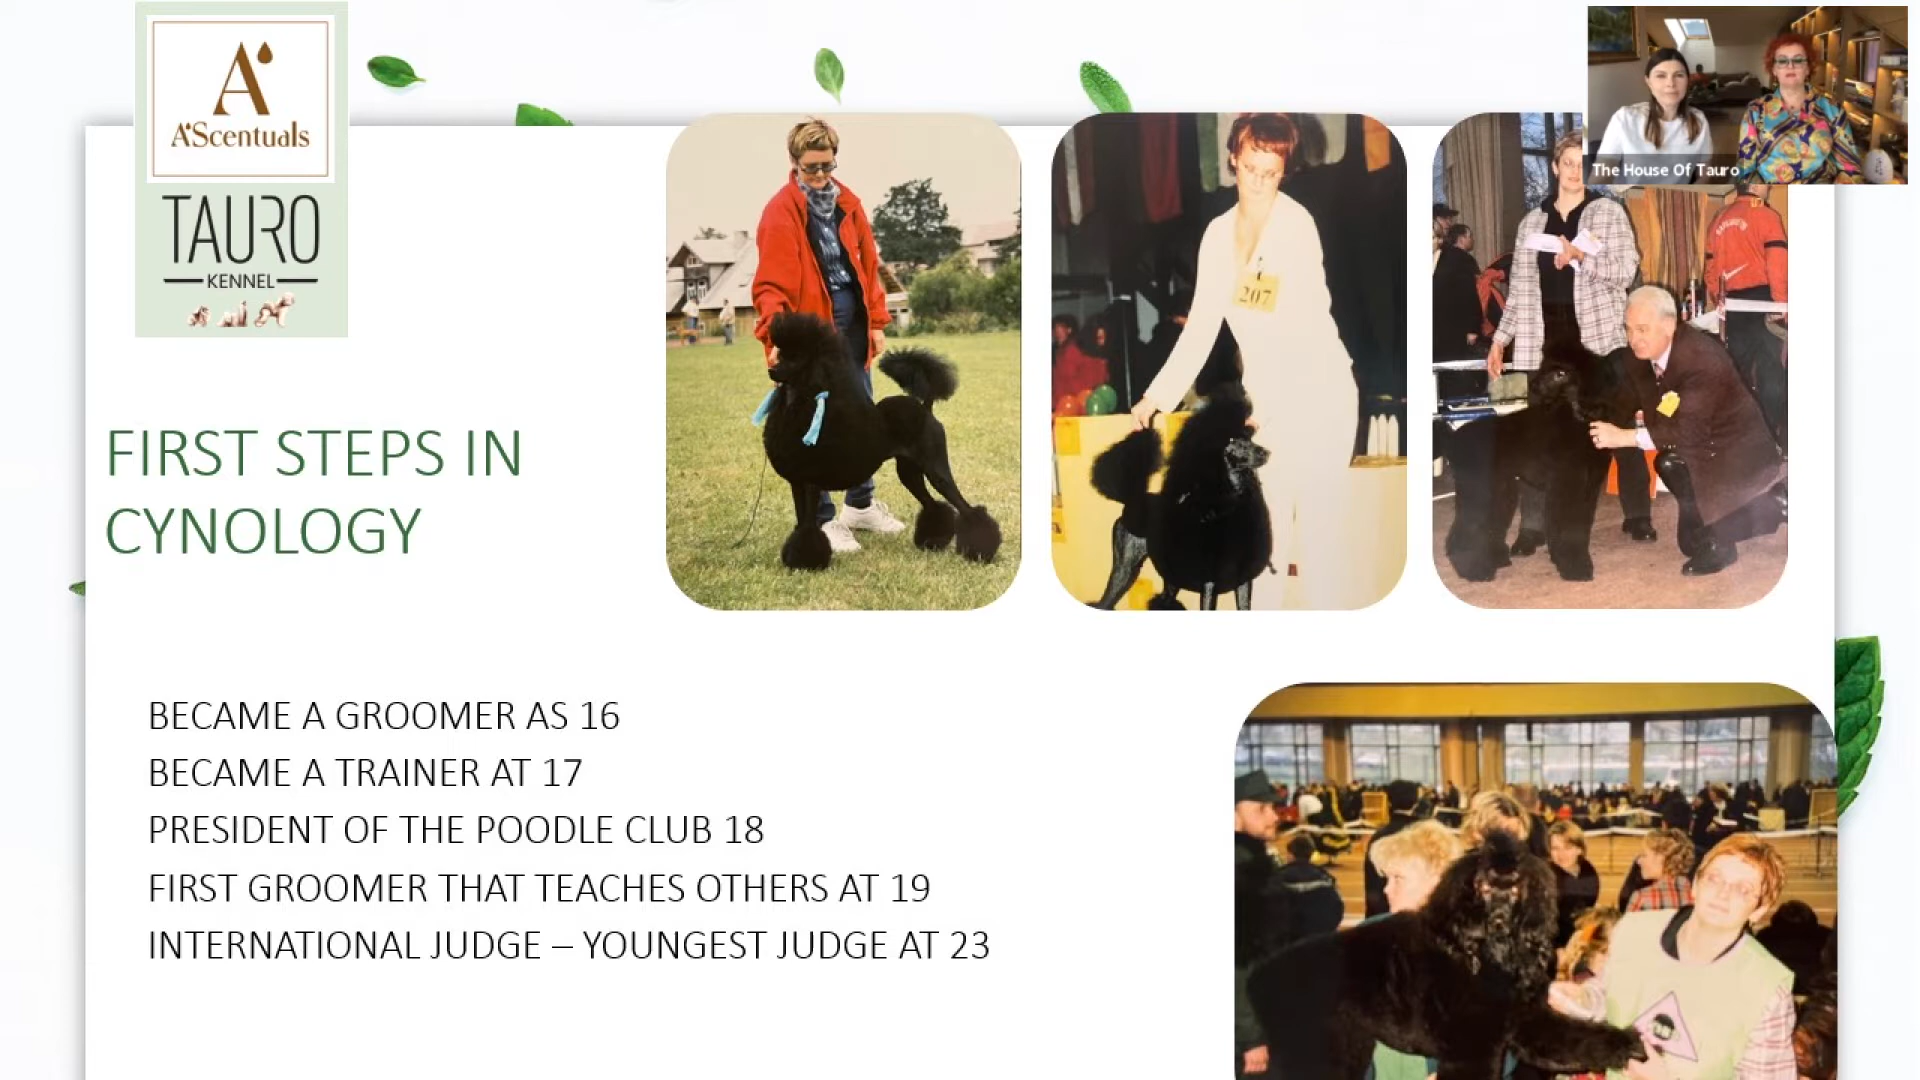 A
A'Scentuals
TAURO
KENNEL
The House Of Tauro
207
FIRST STEPS IN
CYNOLOGY
BECAME A GROOMER AS 16
BECAME A TRAINER AT 17
PRESIDENT OF THE POODLE CLUB 18
FIRST GROOMER THAT TEACHES OTHERS AT 19
INTERNATIONAL JUDGE – YOUNGEST JUDGE AT 23